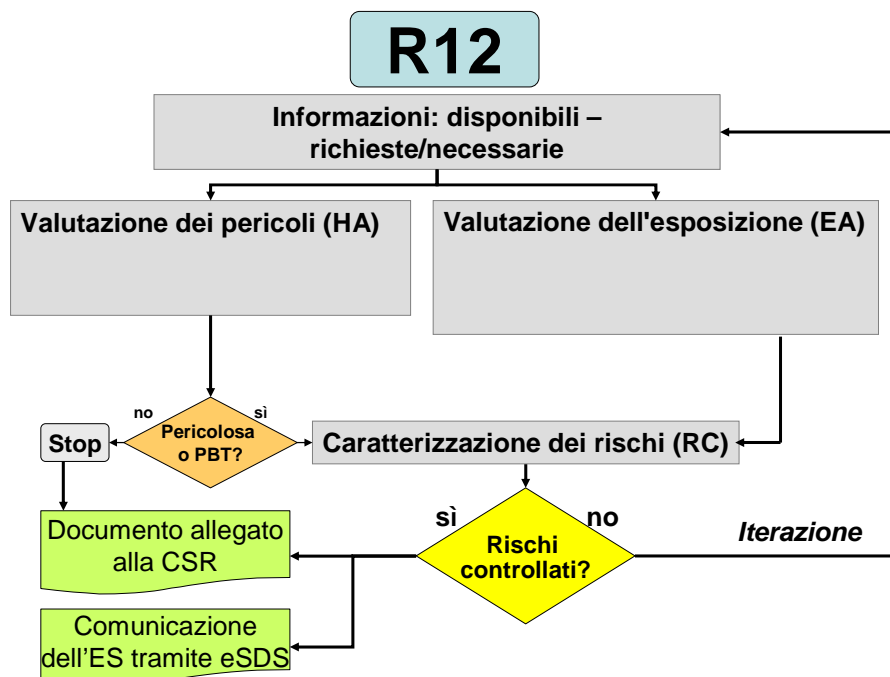 R12
Informazioni: disponibili –
richieste/necessarie
Valutazione dei pericoli (HA)
Valutazione dell'esposizione (EA)
no
sì
Stop
Pericolosa
o PBT?
Caratterizzazione dei rischi (RC)
sì
no
Iterazione
Rischi
controllati?
Documento allegato
alla CSR
Comunicazione
dell’ES tramite eSDS